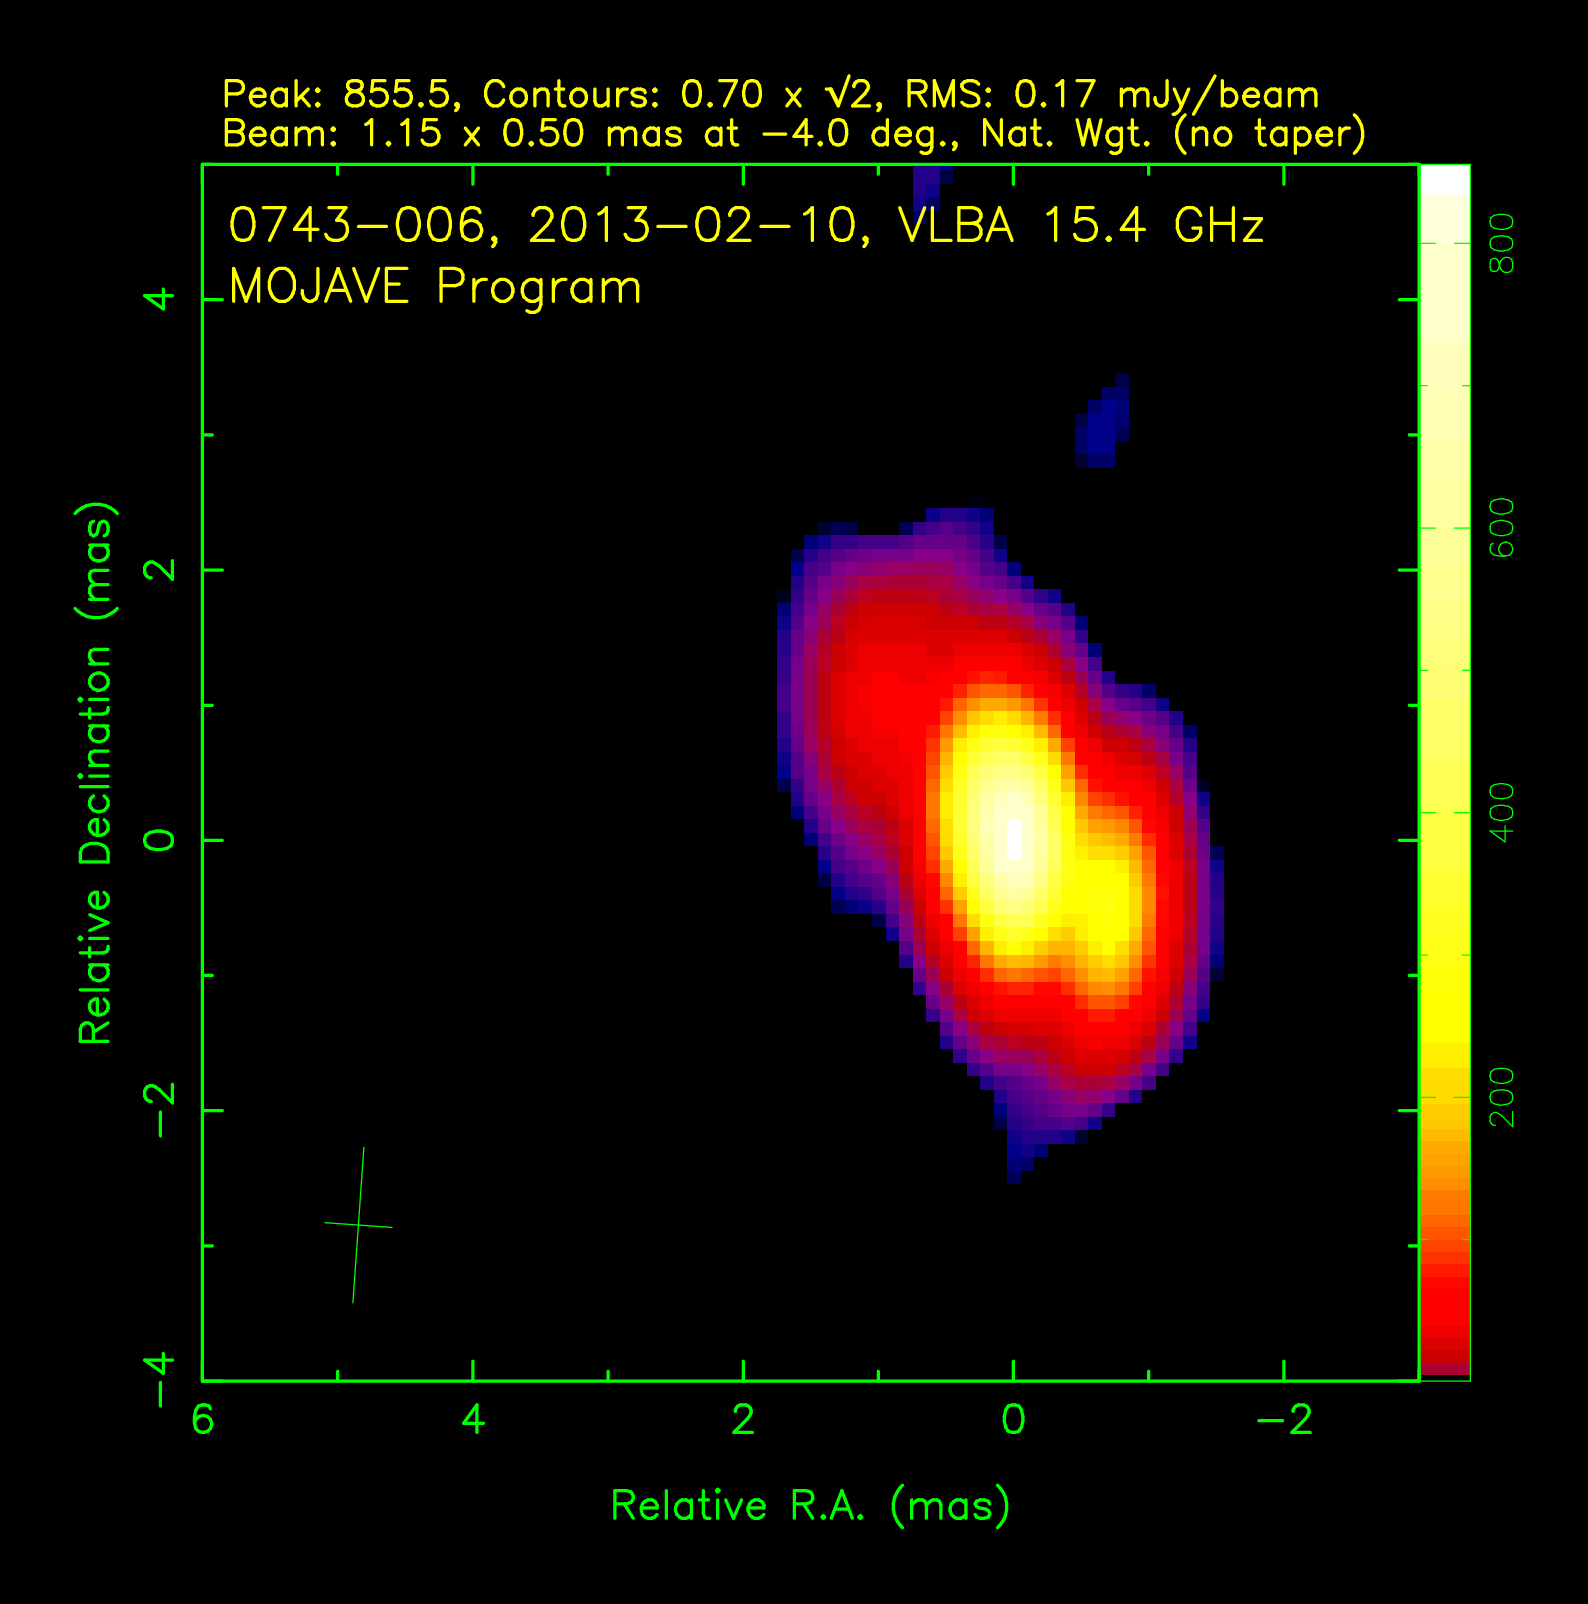 Peak: 855.5, Contours: 0.70 x √2, RMS: 0.17 mJy/beam
Beam: 1.15 x 0.50 mas at −4.0 deg., Nat. Wgt. (no taper)
0743−006, 2013−02−10, VLBA 15.4 GHz
MOJAVE Program
4
2
0
−2
−4
Relative Declination (mas)
800
600
400
200
6
4
2
0
−2
Relative R.A. (mas)